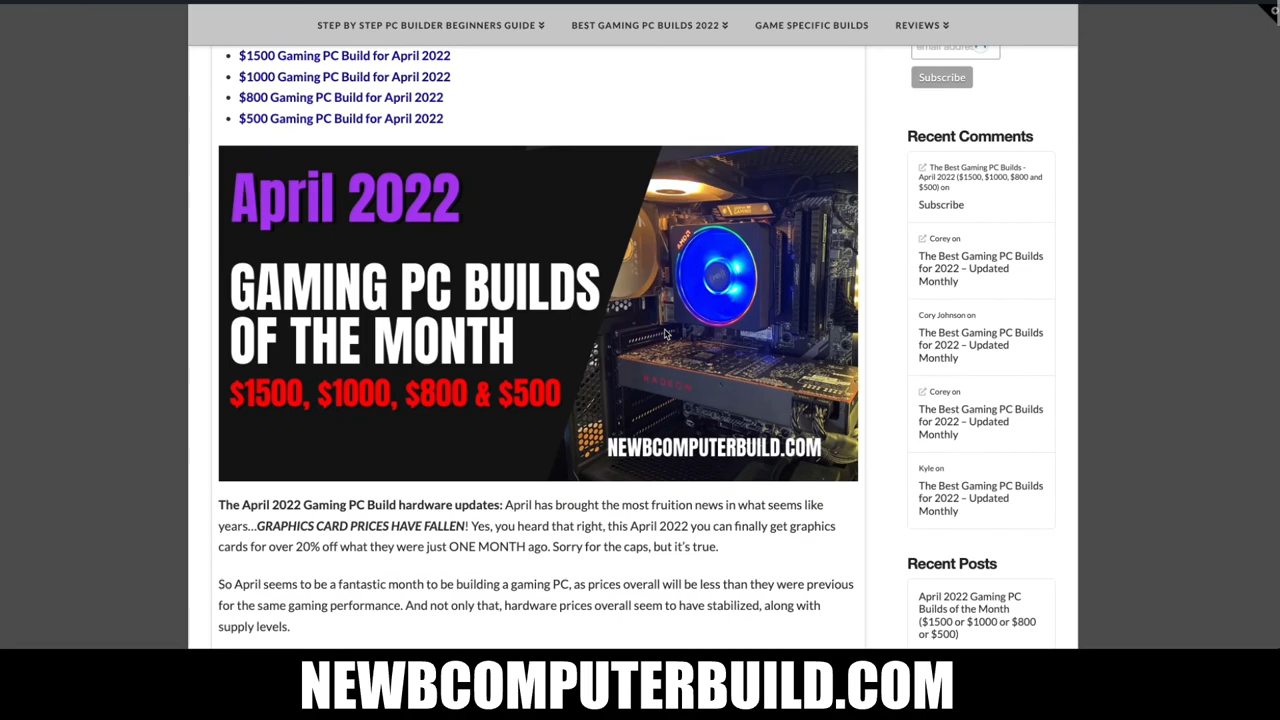 STEP BY STEP PC BUILDER BEGINNERS GUIDE
BEST GAMING PC BUILDS 2022
GAME SPECIFIC BUILDS
REVIEWS
$1500 Gaming PC Build for April 2022
$1000 Gaming PC Build for April 2022
$800 Gaming PC Build for April 2022
$500 Gaming PC Build for April 2022
April 2022
GAMING PC BUILDS
OF THE MONTH
$1500, $1000, $800 & $500
AMD
RADEON
NEWBCOMPUTERBUILD.COM
The April 2022 Gaming PC Build hardware updates: April has brought the most fruition news in what seems like
years...GRAPHICS CARD PRICES HAVE FALLEN! Yes, you heard that right, this April 2022 you can finally get graphics
cards for over 20% off what they were just ONE MONTH ago. Sorry for the caps, but it's true.
So April seems to be a fantastic month to be building a gaming PC, as prices overall will be less than they were previous
for the same gaming performance. And not only that, hardware prices overall seem to have stabilized, along with
supply levels.
Subscribe
Recent Comments
The Best Gaming PC Builds -
April 2022 ($1500, $1000, $800 and
$500) on
Subscribe
Corey on
The Best Gaming PC Builds
for 2022 – Updated
Monthly
Cory Johnson on
The Best Gaming PC Builds
for 2022 – Updated
Monthly
Corey on
The Best Gaming PC Builds
for 2022 – Updated
Monthly
Kyle on
The Best Gaming PC Builds
for 2022 – Updated
Monthly
Recent Posts
April 2022 Gaming PC
Builds of the Month
($1500 or $1000 or $800
or $500)
NEWBCOMPUTERBUILD.COM